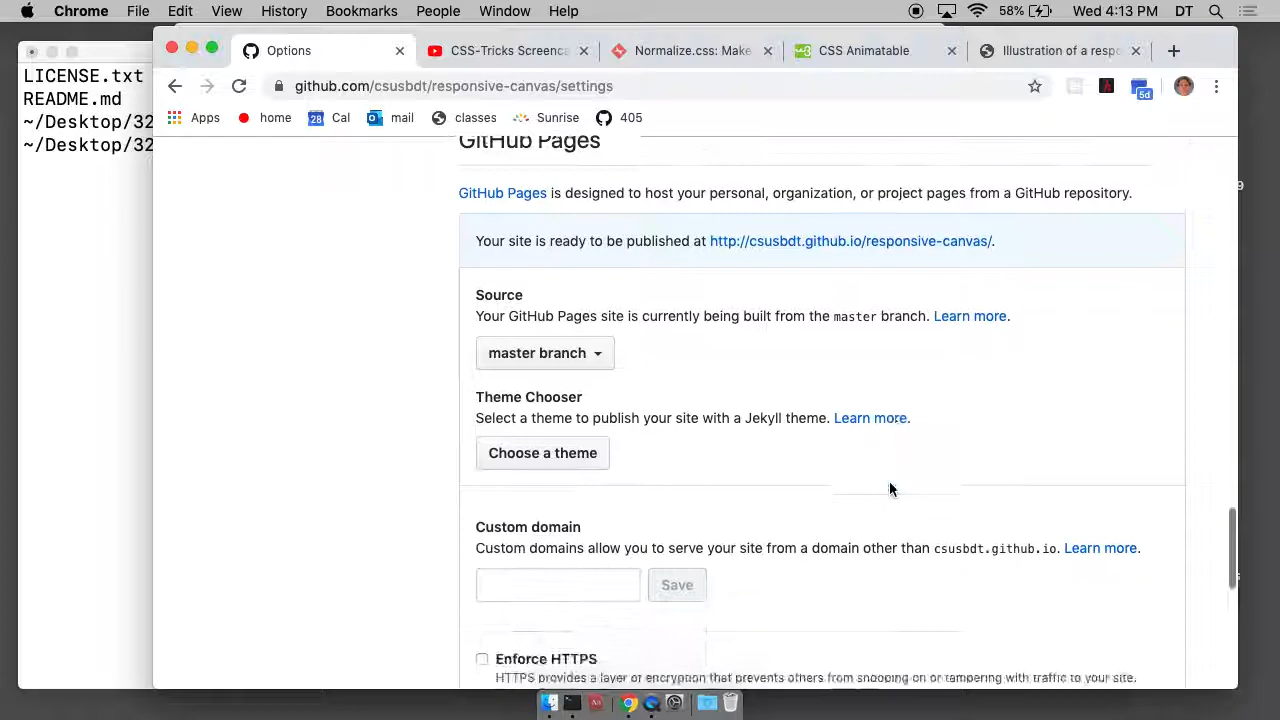 Chrome File Edit View History Bookmarks People Window Help 58% Wed 4:13 PM DT
Options
CSS-Tricks Screenca
Normalize.css: Make
CSS Animatable
Illustration of a respo
github.com/csusbdt/responsive-canvas/settings
5d
Apps home 28 Cal mail classes Sunrise 405
LICENSE.txt
README.md
~/Desktop/32
~/Desktop/32
GitHub Pages
GitHub Pages is designed to host your personal, organization, or project pages from a GitHub repository.
Your site is ready to be published at http://csusbdt.github.io/responsive-canvas/.
Source
Your GitHub Pages site is currently being built from the master branch. Learn more.
master branch
Theme Chooser
Select a theme to publish your site with a Jekyll theme. Learn more.
Choose a theme
Custom domain
Custom domains allow you to serve your site from a domain other than csusbdt.github.io. Learn more.
Save
Enforce HTTPS
HTTPS provides a layer of encryption that prevents others from snooping on or tampering with traffic to your site.